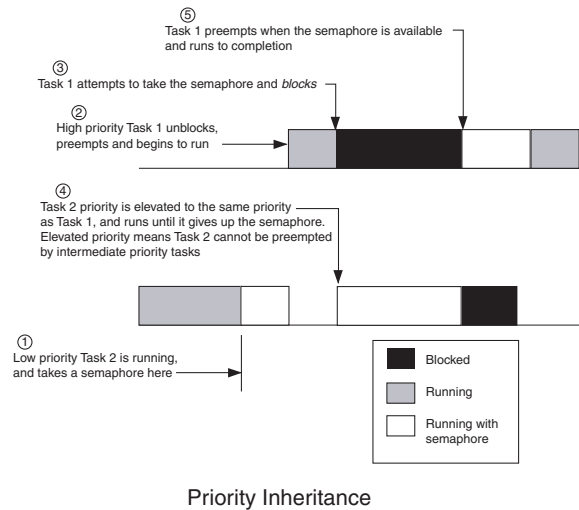 ⑤
Task 1 preempts when the semaphore is available
and runs to completion
③
Task 1 attempts to take the semaphore and blocks
②
High priority Task 1 unblocks,
preempts and begins to run
④
Task 2 priority is elevated to the same priority
as Task 1, and runs until it gives up the semaphore.
Elevated priority means Task 2 cannot be preempted
by intermediate priority tasks
①
Low priority Task 2 is running,
and takes a semaphore here
Blocked
Running
Running with
semaphore
Priority Inheritance